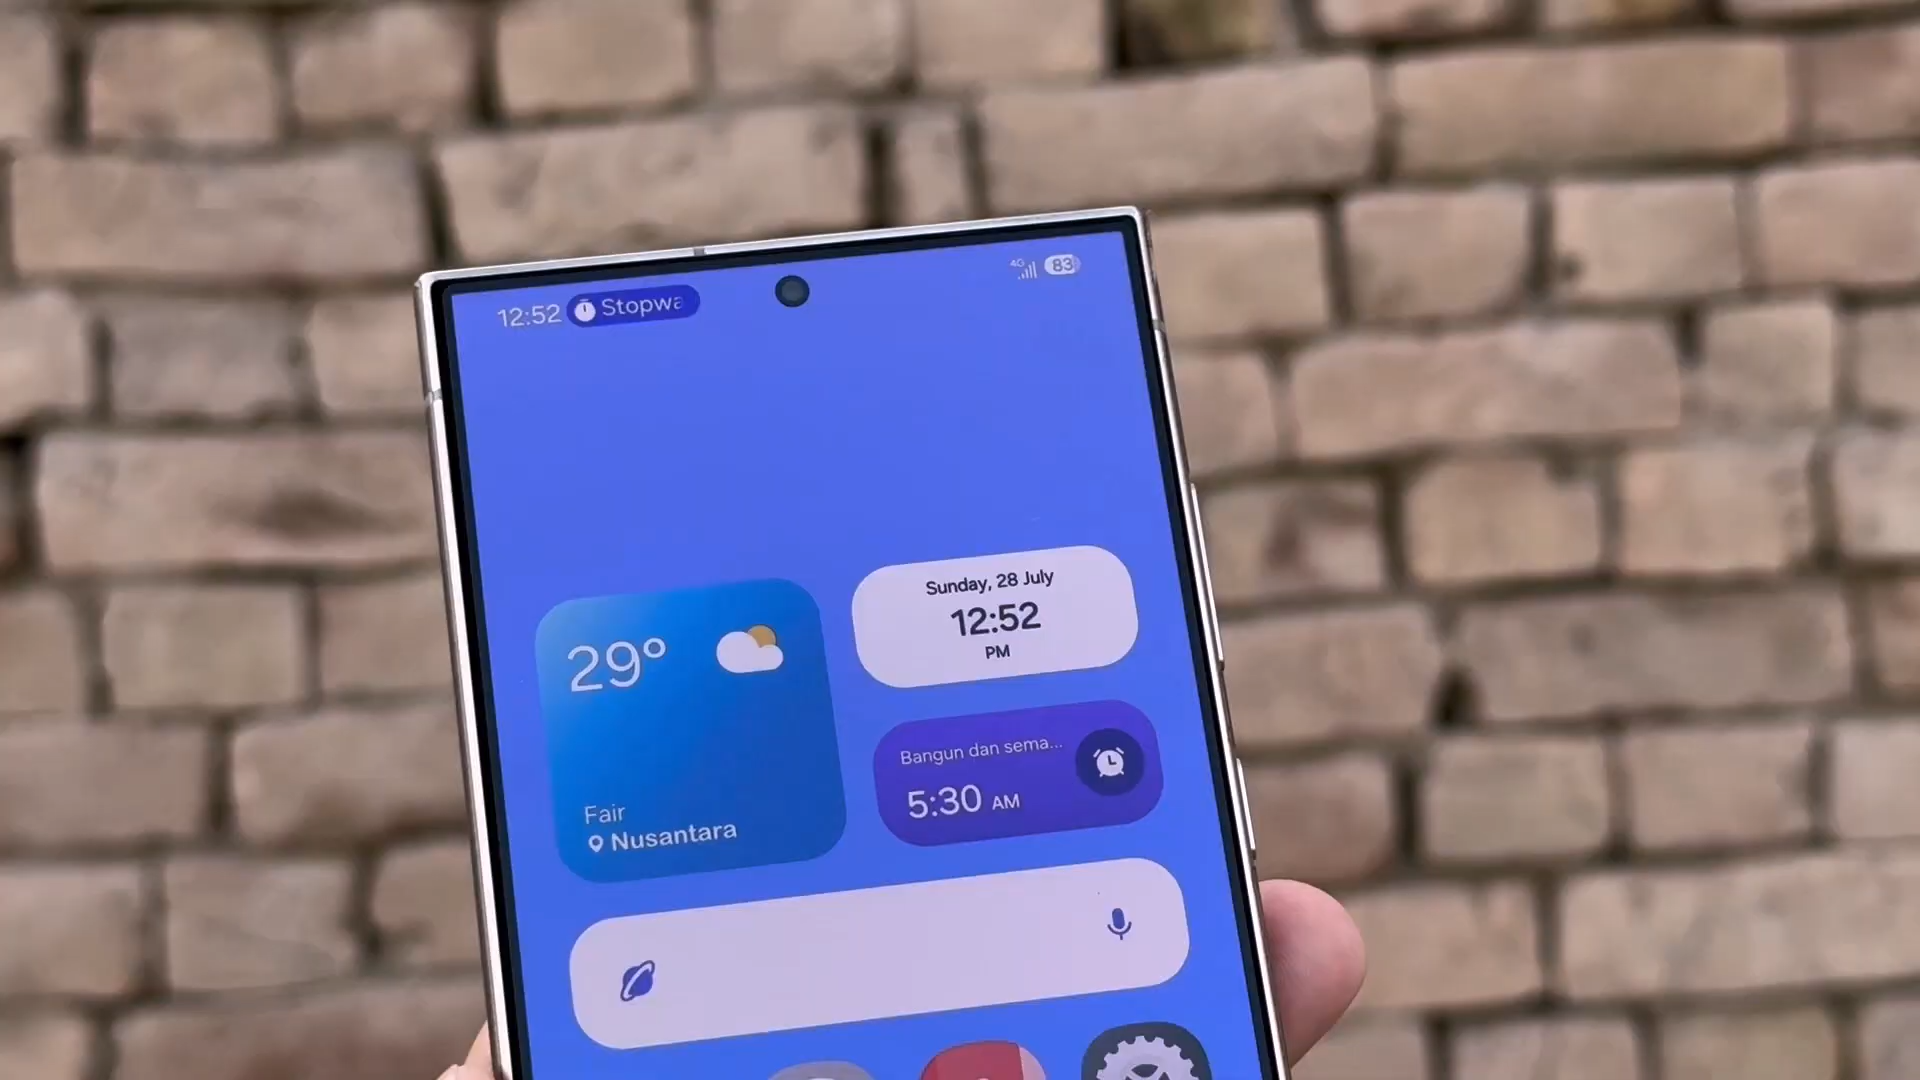 12:52 Stopwa
4G 83
Sunday, 28 July
12:52
PM
29°
Bangun dan sema...
5:30 AM
Fair
Nusantara